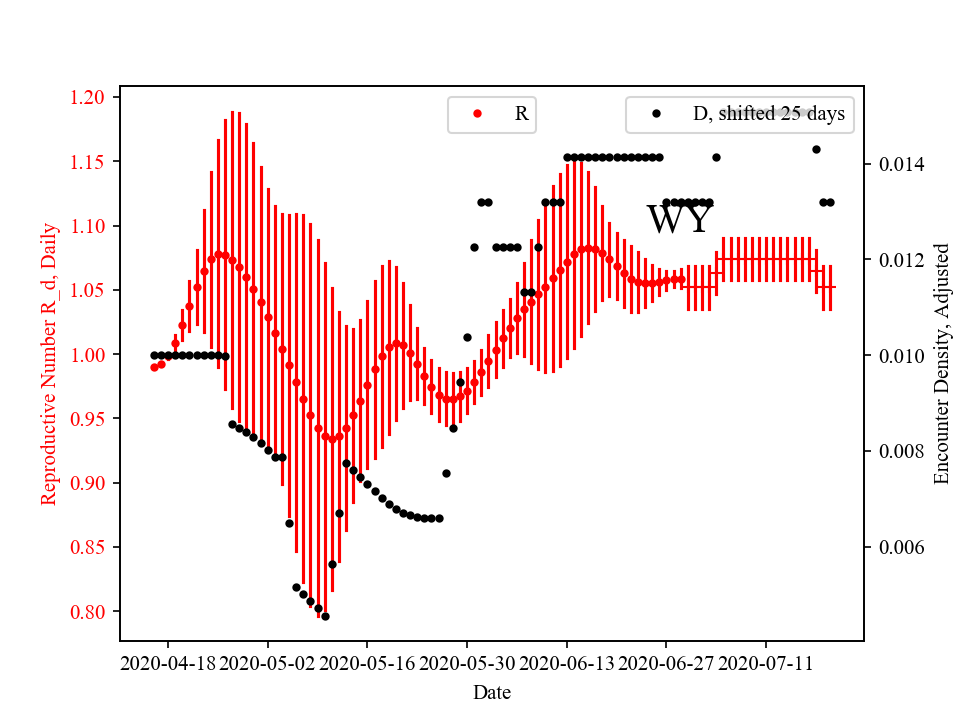 R
D, shifted 25 days
WY
Reproductive Number R_d, Daily
1.20
1.15
1.10
1.05
1.00
0.95
0.90
0.85
0.80
0.014
0.012
0.010
0.008
0.006
Encounter Density, Adjusted
2020-04-18 2020-05-02 2020-05-16 2020-05-30 2020-06-13 2020-06-27 2020-07-11
Date